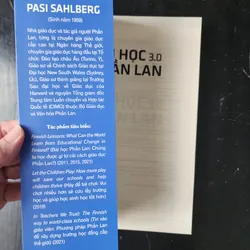 PASI SAHLBERG
(Sinh năm 1959)
Nhà giáo dục và tác giả người Phần
Lan, từng là chuyên gia giáo dục
cấp cao tại Ngân hàng Thế giới,
chuyên gia giáo dục hàng đầu tại Tổ
chức Đào tạo châu Âu (Torino, Ý),
Giáo sư về Chính sách Giáo dục tại
Đại học New South Wales (Sydney,
Úc), Giáo sư thỉnh giảng tại
Trường Sau đại học Giáo dục của
Harvard và nguyên Tổng giám đốc
Trung tâm Luân chuyển và Hợp tác
Quốc tế (CIMO) thuộc Bộ Giáo dục
và Văn hóa Phần Lan.
Tác phẩm tiêu biểu:
Finnish Lessons: What Can the World
Learn from Educational Change in
Finland? (Bài học Phần Lan: Chúng
ta học được gì từ cải cách giáo dục
Phần Lan?) (2011, 2015, 2021)
Let the Children Play: How more play
will save our schools and help
children thrive (Hãy để trẻ chơi: Vui
chơi nhiều hơn sẽ cứu lấy trường
học và giúp học sinh học tốt hơn)
(2019)
In Teachers We Trust: The Finnish
way to world-class schools (Tin vào
giáo viên: Phương pháp Phần Lan
để xây dựng trường học đẳng cấp
thế giới) (2021)
HỌC 3.0
PHẦN LAN